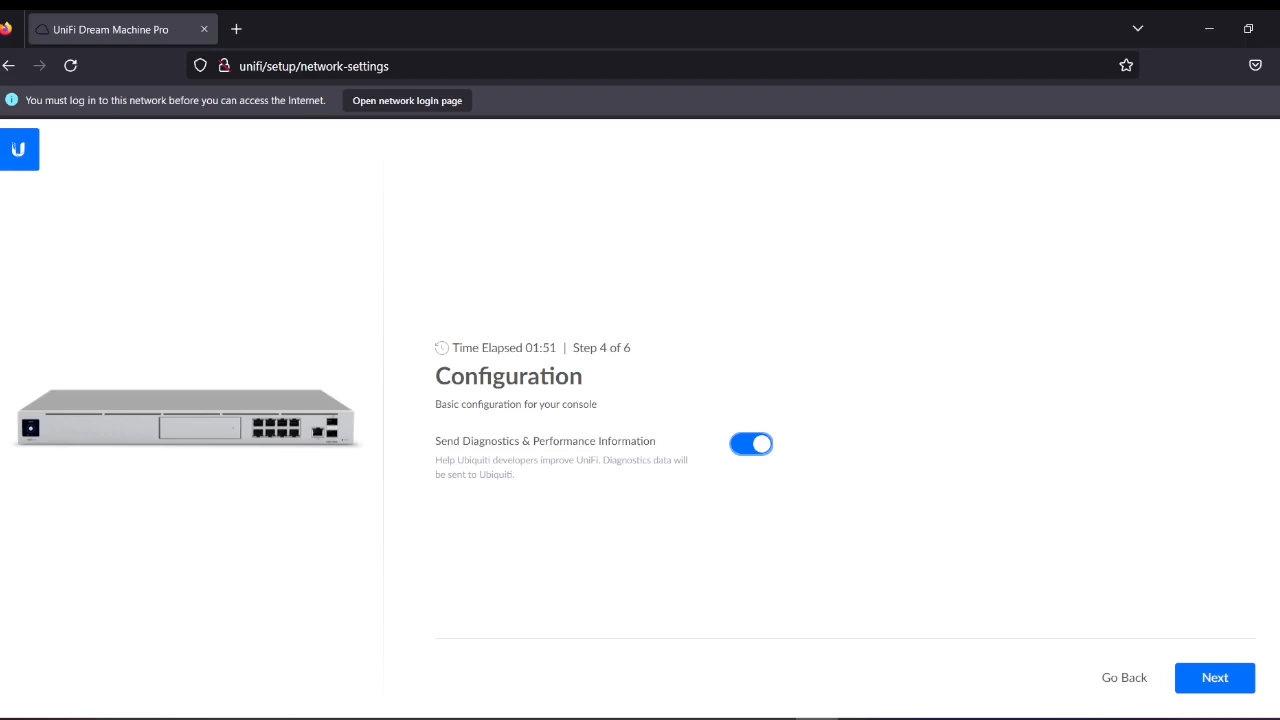 UniFi Dream Machine Pro
unifi/setup/network-settings
You must log in to this network before you can access the Internet.
Open network login page
U
Time Elapsed 01:51 | Step 4 of 6
Configuration
Basic configuration for your console
Send Diagnostics & Performance Information
Help Ubiquiti developers improve UniFi. Diagnostics data will
be sent to Ubiquiti.
Go Back
Next